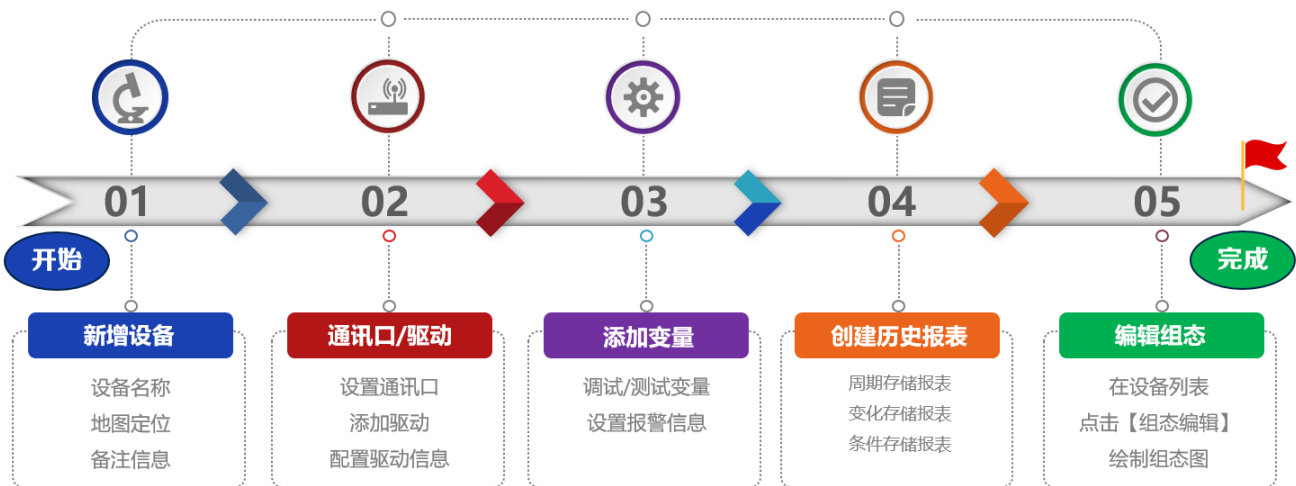 01
02
03
04
05
开始
完成
新增设备
设备名称
地图定位
备注信息
通讯口/驱动
设置通讯口
添加驱动
配置驱动信息
添加变量
调试/测试变量
设置报警信息
创建历史报表
周期存储报表
变化存储报表
条件存储报表
编辑组态
在设备列表
点击【组态编辑】
绘制组态图